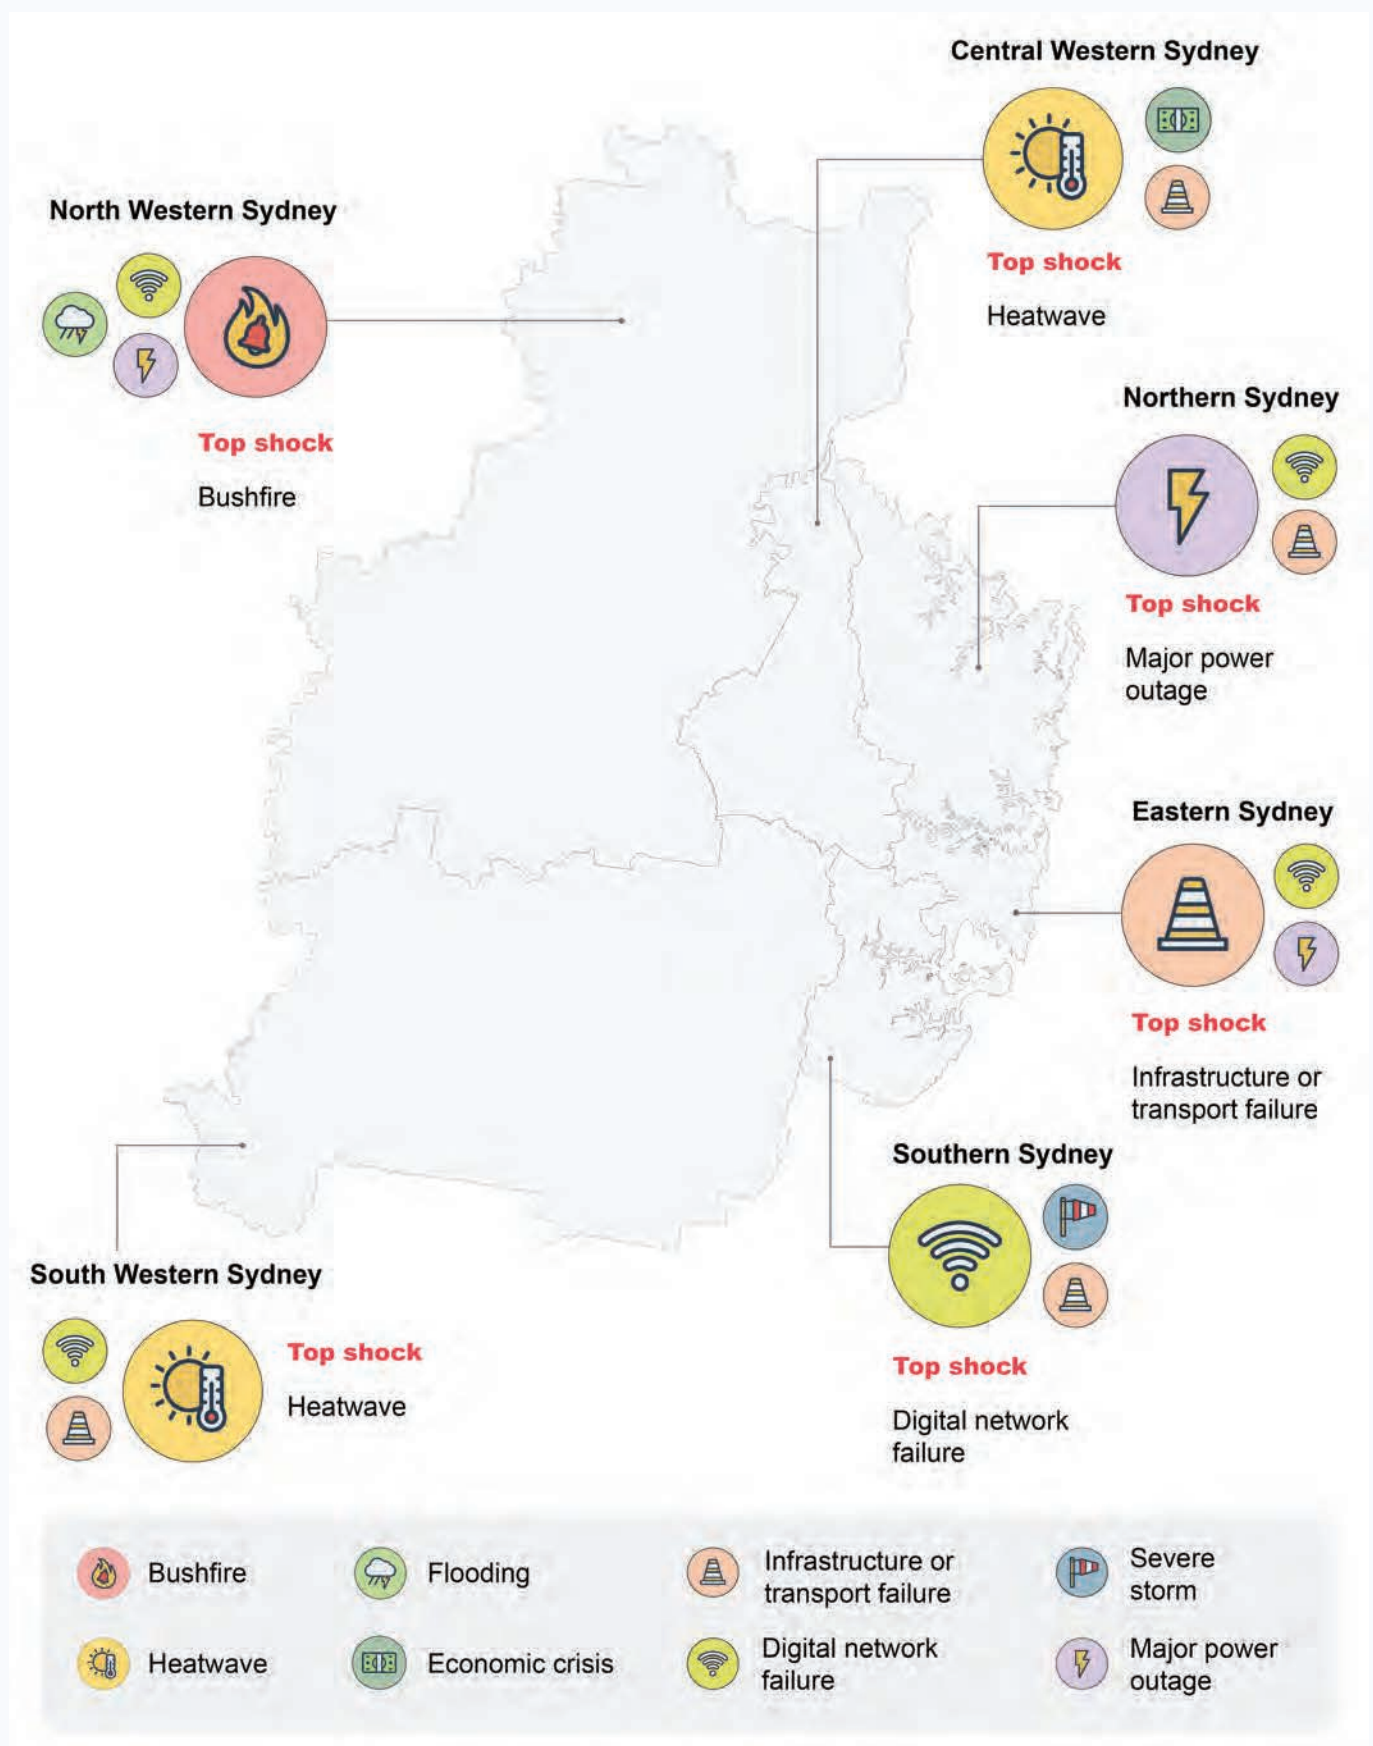 Central Western Sydney
Top shock
Heatwave
North Western Sydney
Top shock
Bushfire
Northern Sydney
Top shock
Major power
outage
Eastern Sydney
Top shock
Infrastructure or
transport failure
Southern Sydney
Top shock
Digital network
failure
South Western Sydney
Top shock
Heatwave
Bushfire
Flooding
Infrastructure or
transport failure
Severe
storm
Heatwave
Economic crisis
Digital network
failure
Major power
outage